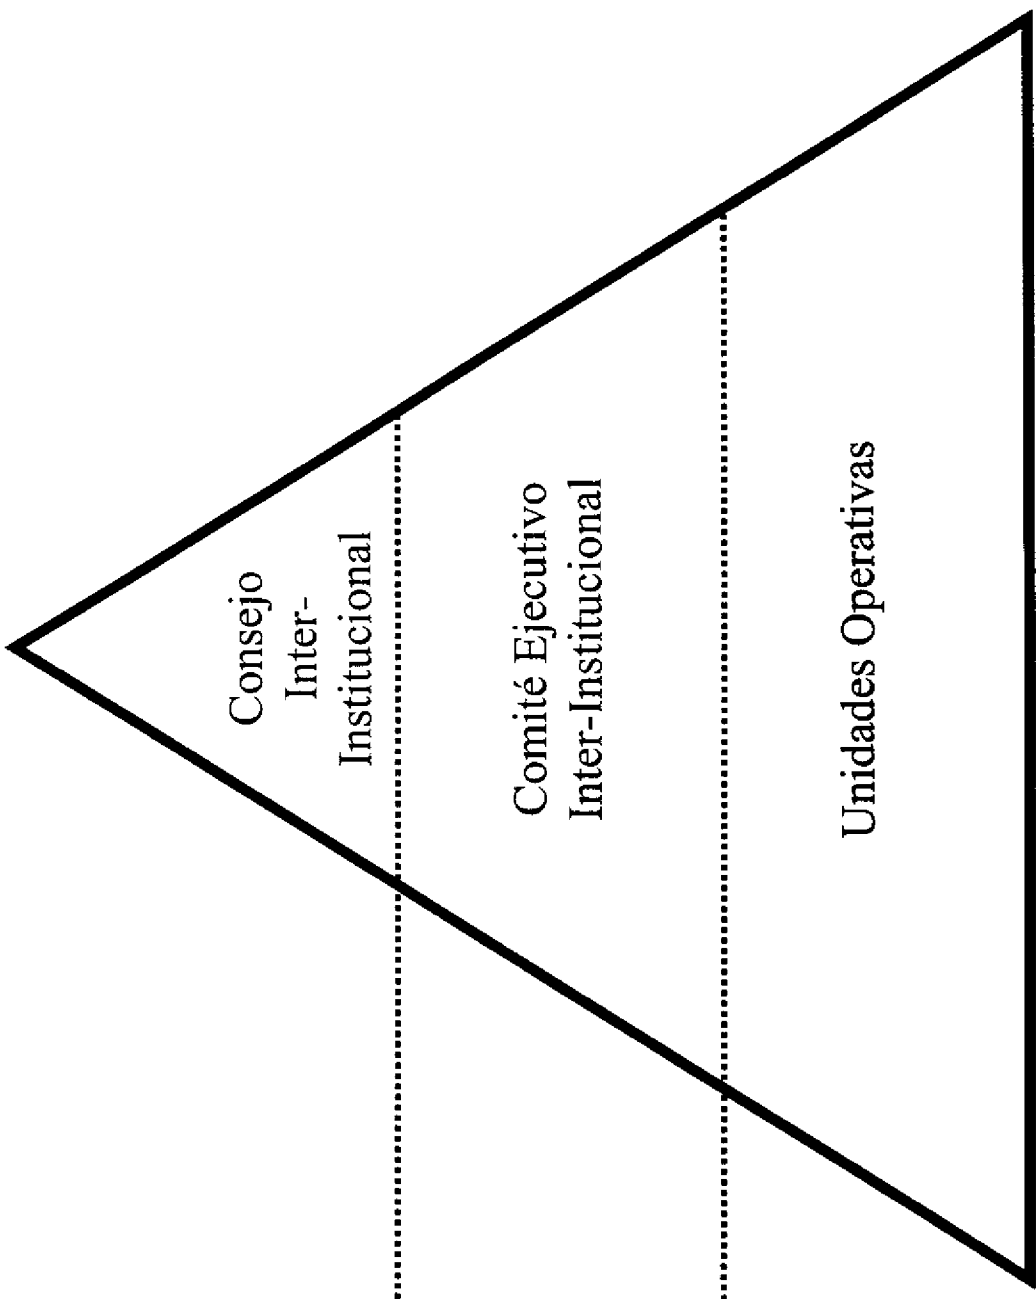 Consejo
Inter-
Institucional
Comité Ejecutivo
Inter-Institucional
Unidades Operativas